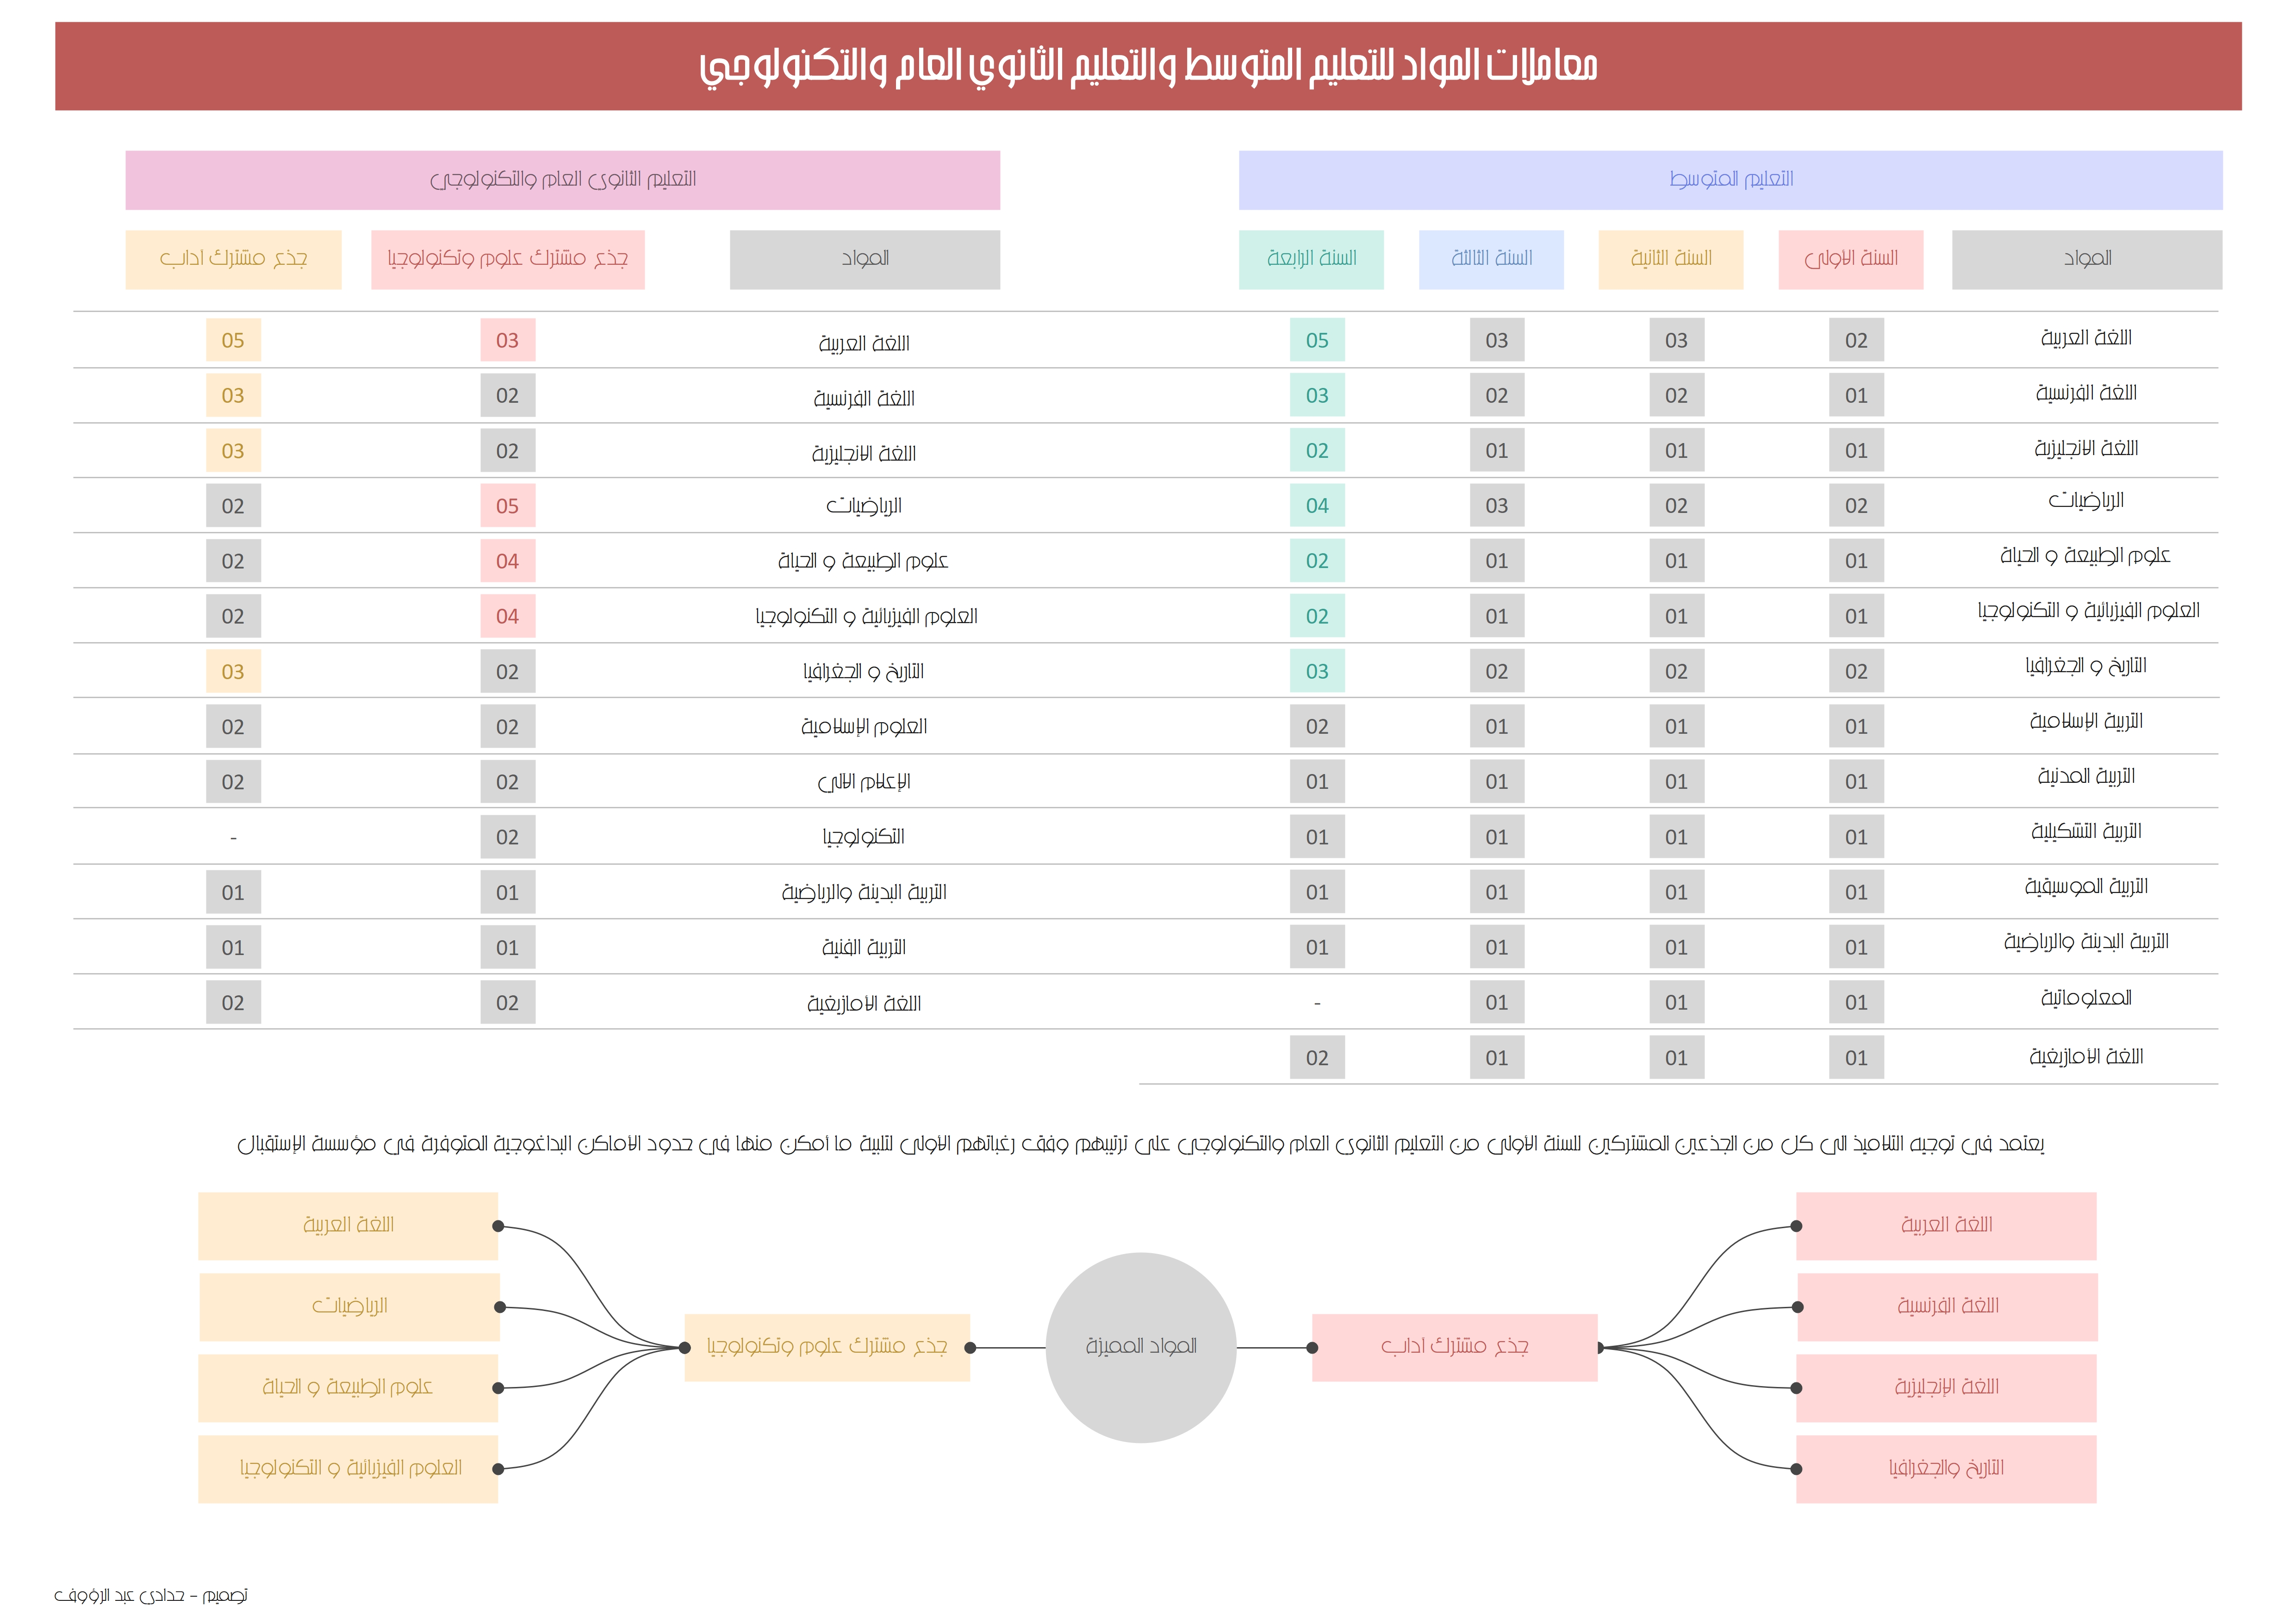 معاملات المواد للتعليم المتوسط والتعليم الثانوي العام والتكنولوجي
التعليم المتوسط
المواد السنة الأولى السنة الثانية السنة الثالثة السنة الرابعة
اللغة العربية 02 03 03 05
اللغة الفرنسية 01 02 02 03
اللغة الانجليزية 01 01 01 02
الرياضيات 02 02 03 04
علوم الطبيعة و الحياة 01 01 01 02
العلوم الفيزيائية و التكنولوجيا 01 01 01 02
التاريخ و الجغرافيا 02 02 02 03
التربية الإسلامية 01 01 01 02
التربية المدنية 01 01 01 01
التربية التشكيلية 01 01 01 01
التربية الموسيقية 01 01 01 01
التربية البدينة والرياضية 01 01 01 01
المعلوماتية 01 01 01 -
اللغة الأمازيغية 01 01 01 02
التعليم الثانوي العام والتكنولوجي
المواد جذع مشترك علوم وتكنولوجيا جذع مشترك اداب
اللغة العربية 03 05
اللغة الفرنسية 02 03
اللغة الانجليزية 02 03
الرياضيات 05 02
علوم الطبيعة و الحياة 04 02
العلوم الفيزيائية و التكنولوجيا 04 02
التاريخ و الجغرافيا 02 03
العلوم الإسلامية 02 02
الإعلام الالي 02 02
التكنولوجيا 02 -
التربية البدينة والرياضية 01 01
التربية الفنية 01 01
اللغة الأمازيغية 02 02
يعتمد في توجيه التلاميذ الى كل من الجذعين المشتركين للسنة الاولى من التعليم الثانوي العام والتكنولوجي على ترتيبهم وفق رغباتهم الأولى لتلبية ما أمكن منها في حدود الاماكن البداغوجية المتوفرة في مؤسسة الإستقبال
المواد المميزة
جذع مشترك اداب
اللغة العربية
اللغة الفرنسية
اللغة الإنجليزية
التاريخ والجغرافيا
جذع مشترك علوم وتكنولوجيا
اللغة العربية
الرياضيات
علوم الطبيعة و الحياة
العلوم الفيزيائية و التكنولوجيا
تصميم - حدادي عبد الرؤوف